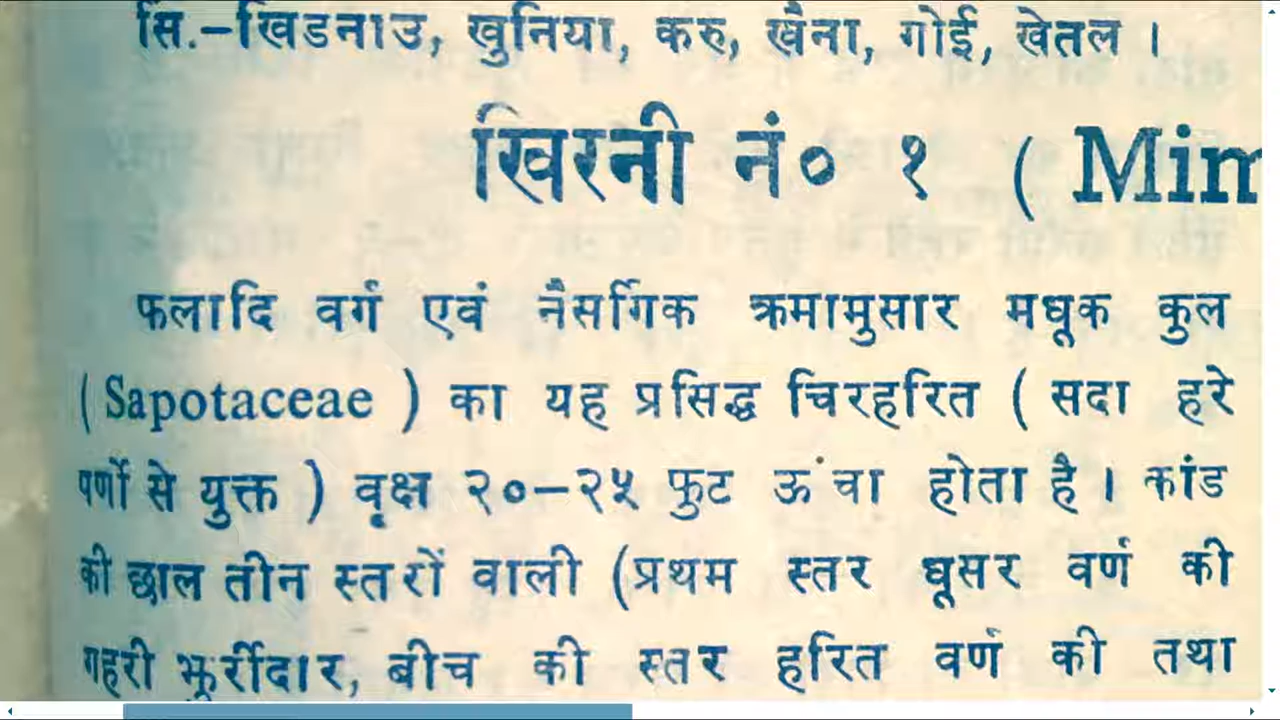 सि.–खिडनाउ, खुनिया, करु, खैना, गोई, खेतल ।
खिरनी नं० १ ( Mim
फलादि वर्ग एवं नैसर्गिक क्रमामुसार मधूक कुल
( Sapotaceae ) का यह प्रसिद्ध चिरहरित ( सदा हरे
पर्णो से युक्त ) वृक्ष २०–२५ फुट ऊंचा होता है । कांड
की छाल तीन स्तरों वाली (प्रथम स्तर धूसर वर्ण की
गहरी झुर्रीदार, बीच की स्तर हरित वर्ण की तथा